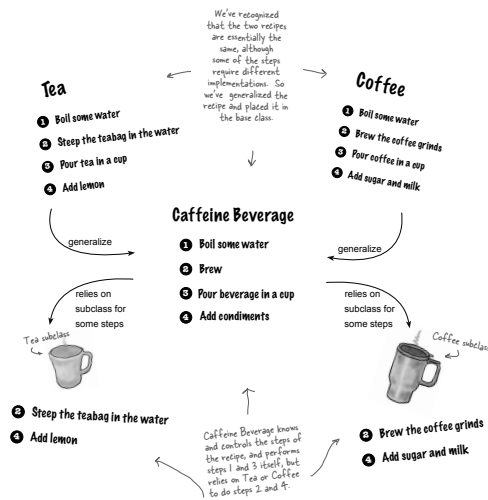 We've recognized
that the two recipes
are essentially the
same, although
some of the steps
require different
implementations. So
we've generalized the
recipe and placed it in
the base class.
Tea
1 Boil some water
2 Steep the teabag in the water
3 Pour tea in a cup
4 Add lemon
Coffee
1 Boil some water
2 Brew the coffee grinds
3 Pour coffee in a cup
4 Add sugar and milk
generalize
generalize
Caffeine Beverage
1 Boil some water
2 Brew
3 Pour beverage in a cup
4 Add condiments
relies on
subclass for
some steps
relies on
subclass for
some steps
Tea subclass
Coffee subclass
2 Steep the teabag in the water
4 Add lemon
2 Brew the coffee grinds
4 Add sugar and milk
Caffeine Beverage knows
and controls the steps of
the recipe, and performs
steps 1 and 3 itself, but
relies on Tea or Coffee
to do steps 2 and 4.